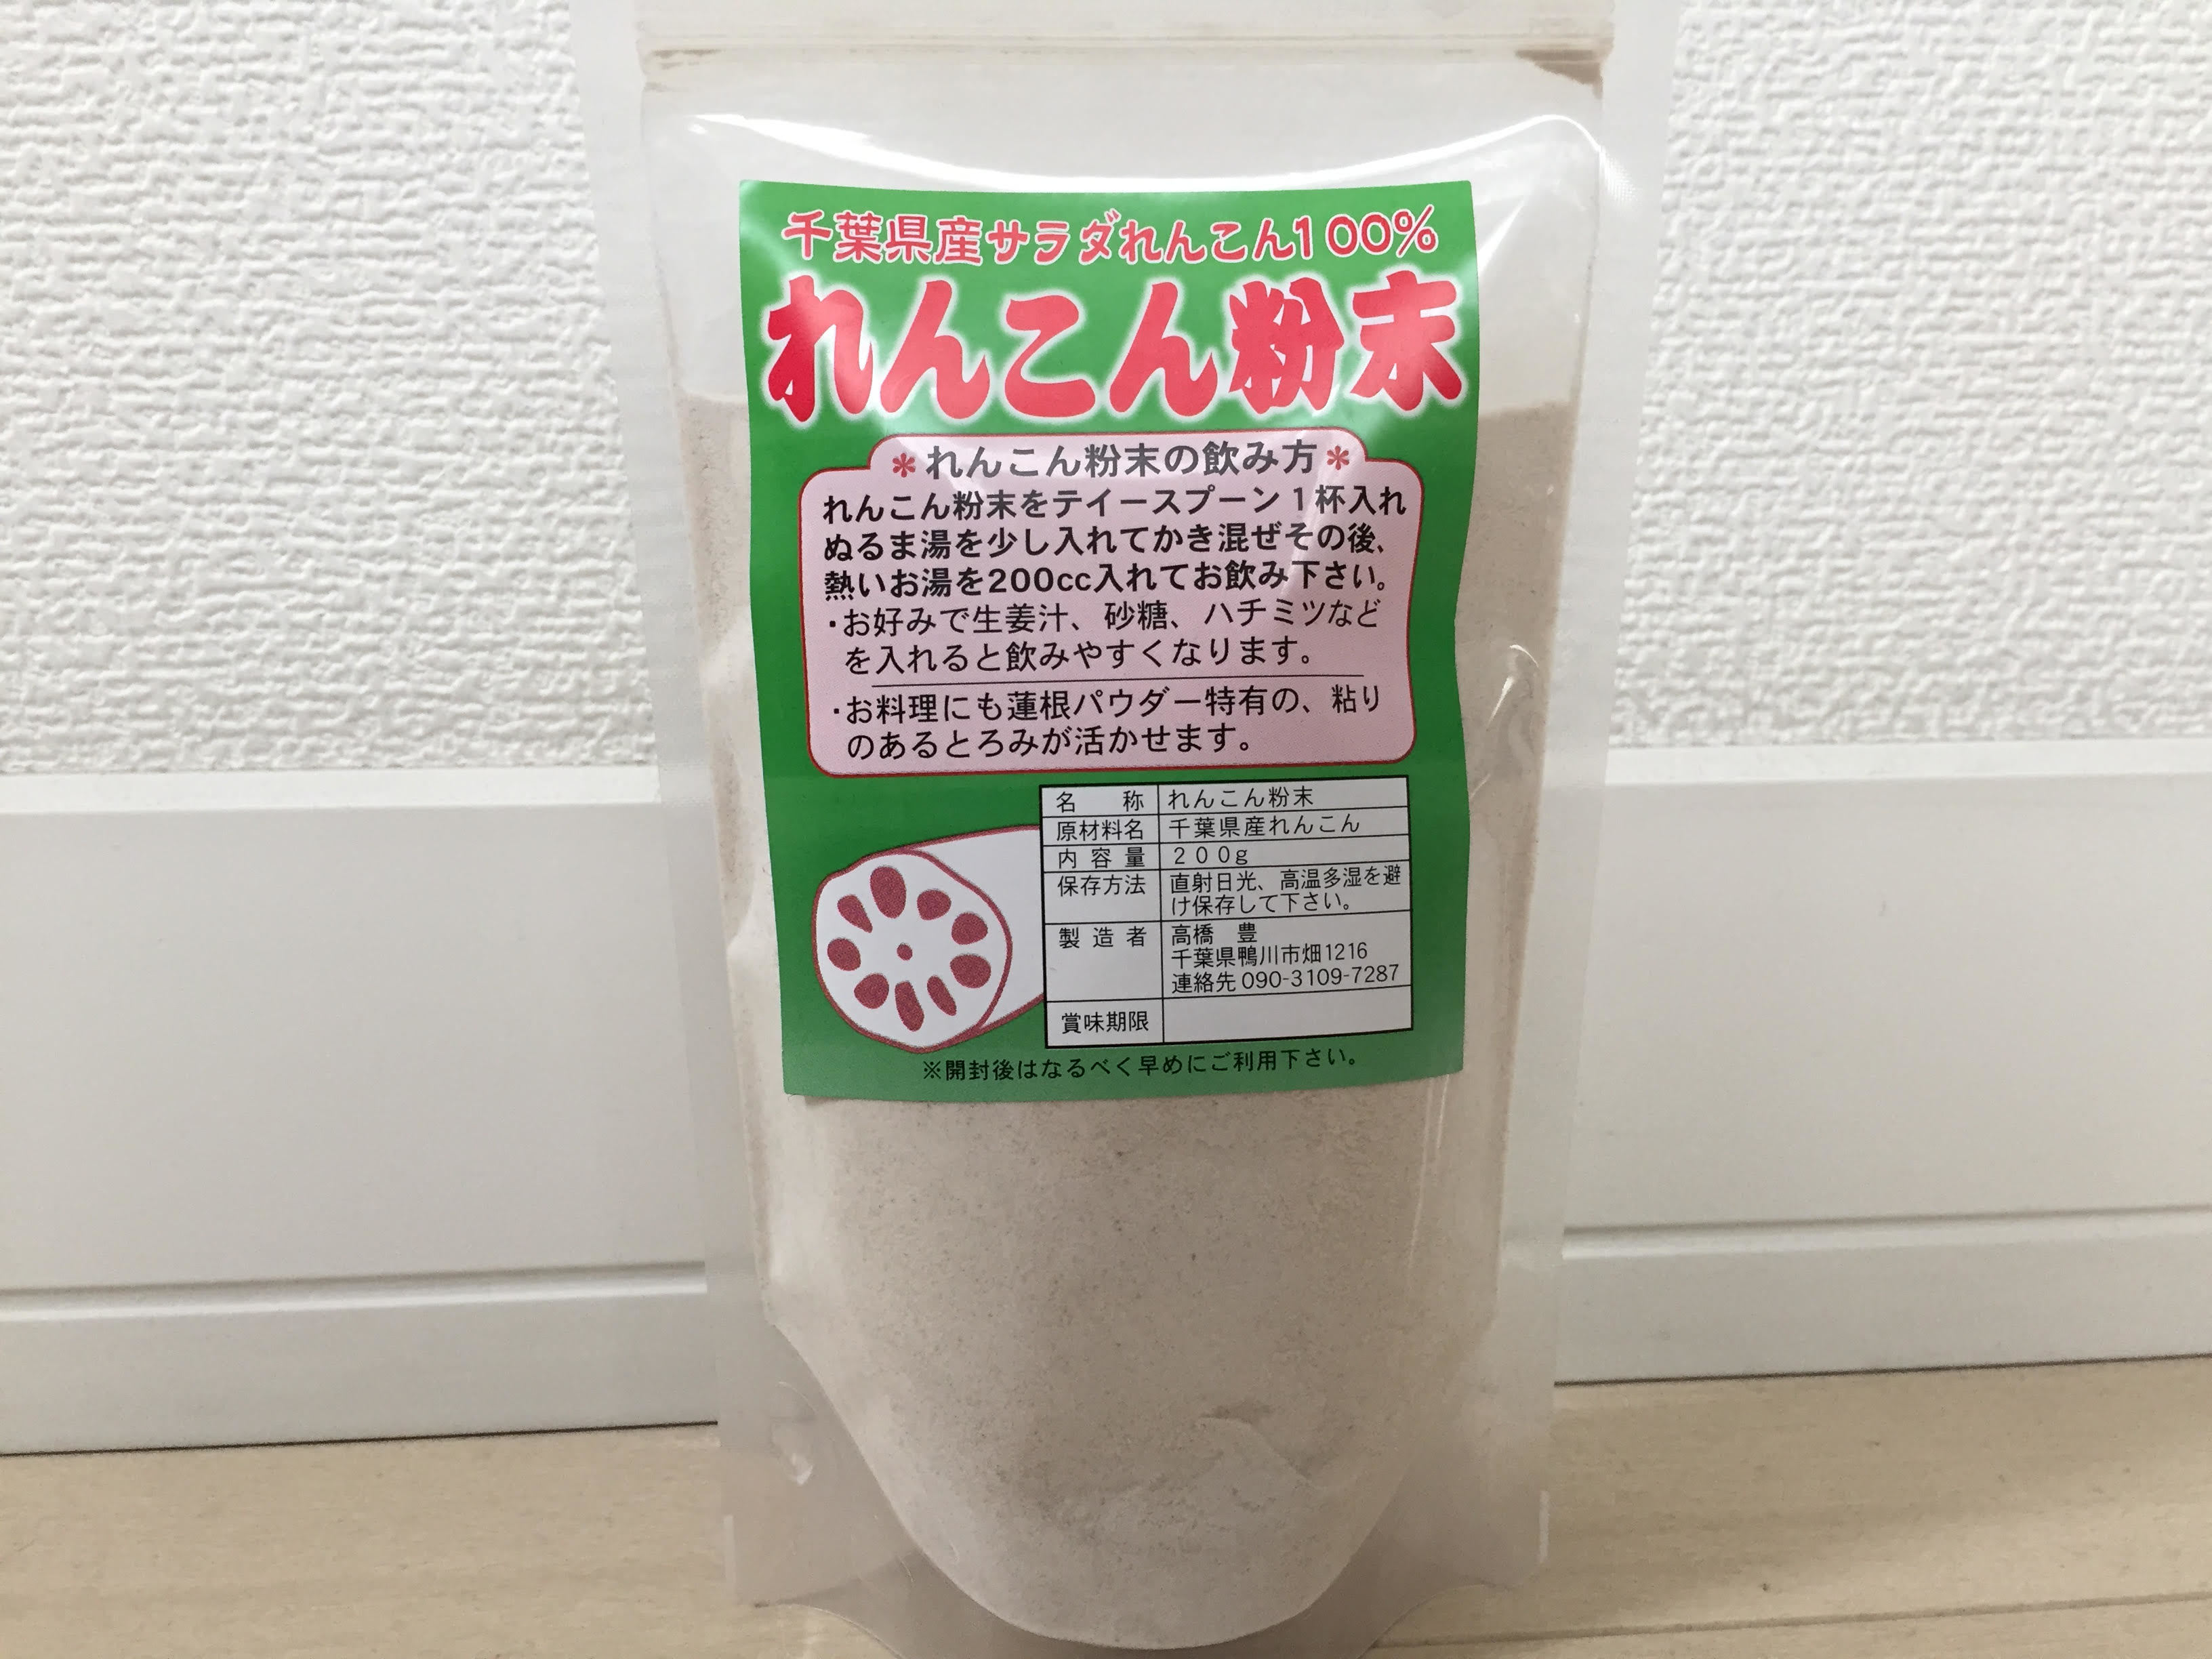 千葉県産サラダれんこん100%
れんこん粉末
＊れんこん粉末の飲み方＊
れんこん粉末をテイースプーン１杯入れ
ぬるま湯を少し入れてかき混ぜその後、
熱いお湯を200cc入れてお飲み下さい。
・お好みで生姜汁、砂糖、ハチミツなど
を入れると飲みやすくなります。
・お料理にも蓮根パウダー特有の、粘り
のあるとろみが活かせます。
名　称 れんこん粉末
原材料名 千葉県産れんこん
内容量 ２００g
保存方法 直射日光、高温多湿を避
け保存して下さい。
製造者 高橋　豊
千葉県鴨川市畑1216
連絡先 090-3109-7287
賞味期限
※開封後はなるべく早めにご利用下さい。